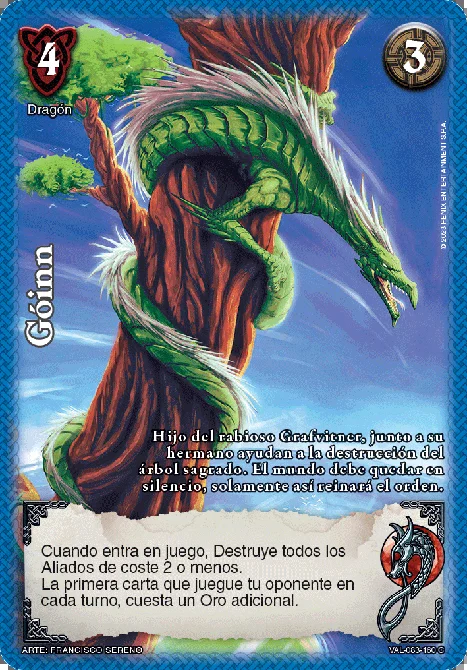 4
3
Dragón
© 2023 FENIX ENTERTAINMENT S.P.A.
Góinn
Hijo del rabioso Grafvitner, junto a su
hermano ayudan a la destrucción del
árbol sagrado. El mundo debe quedar en
silencio, solamente así reinará el orden.
Cuando entra en juego, Destruye todos los
Aliados de coste 2 o menos.
La primera carta que juegue tu oponente en
cada turno, cuesta un Oro adicional.
ARTE: FRANCISCO SERENO